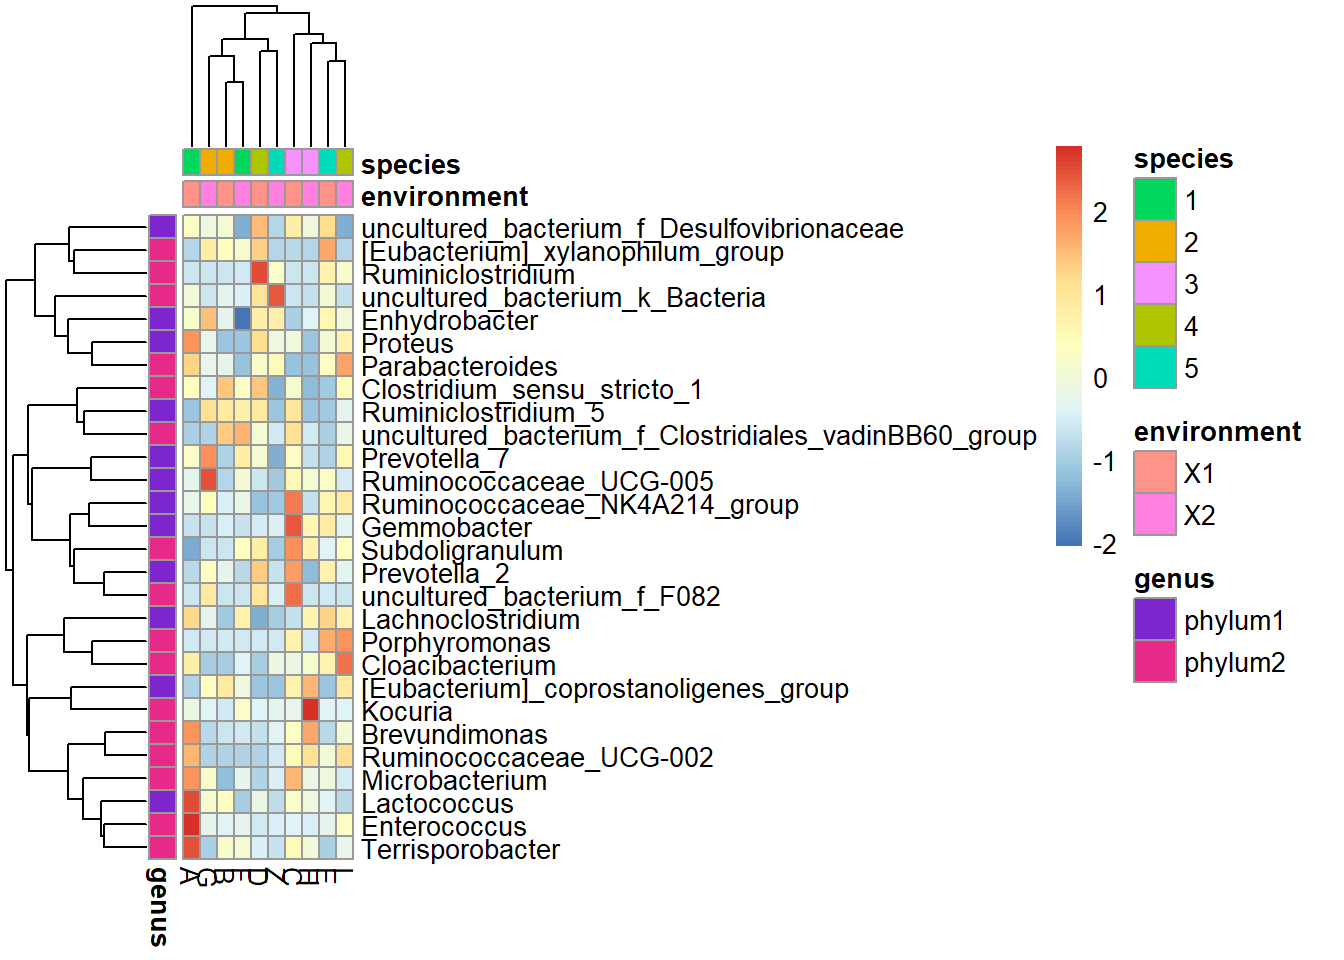 species
environment
uncultured_bacterium_f_Desulfovibrionaceae
[Eubacterium]_xylanophilum_group
Ruminiclostridium
uncultured_bacterium_k_Bacteria
Enhydrobacter
Proteus
Parabacteroides
Clostridium_sensu_stricto_1
Ruminiclostridium_5
uncultured_bacterium_f_Clostridiales_vadinBB60_group
Prevotella_7
Ruminococcaceae_UCG-005
Ruminococcaceae_NK4A214_group
Gemmobacter
Subdoligranulum
Prevotella_2
uncultured_bacterium_f_F082
Lachnoclostridium
Porphyromonas
Cloacibacterium
[Eubacterium]_coprostanoligenes_group
Kocuria
Brevundimonas
Ruminococcaceae_UCG-002
Microbacterium
Lactococcus
Enterococcus
Terrisporobacter
genus
A
G
B
D
C
H
E
2
1
0
-1
-2
species
1
2
3
4
5
environment
X1
X2
genus
phylum1
phylum2